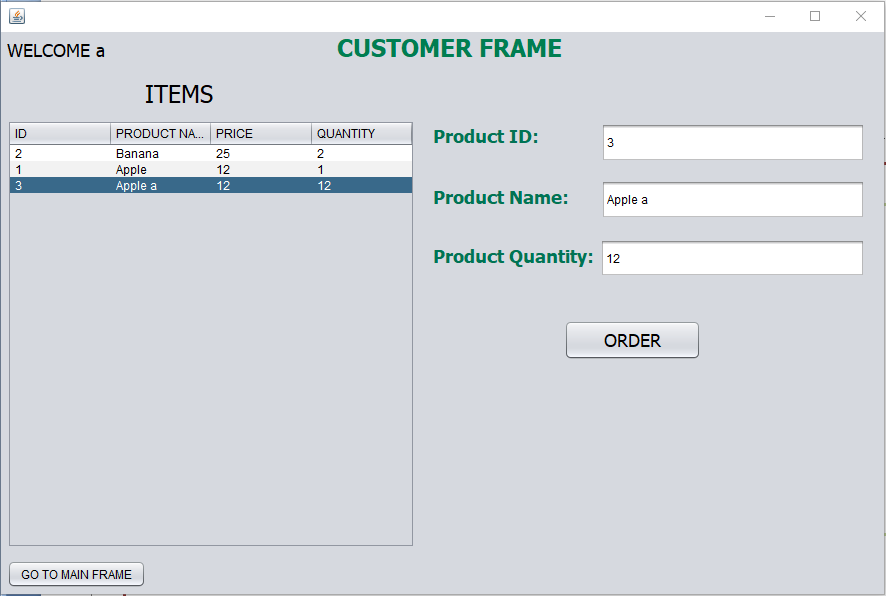 WELCOME a
CUSTOMER FRAME
ITEMS
ID PRODUCT NA... PRICE QUANTITY
2 Banana 25 2
1 Apple 12 1
3 Apple a 12 12
Product ID: 3
Product Name: Apple a
Product Quantity: 12
ORDER
GO TO MAIN FRAME